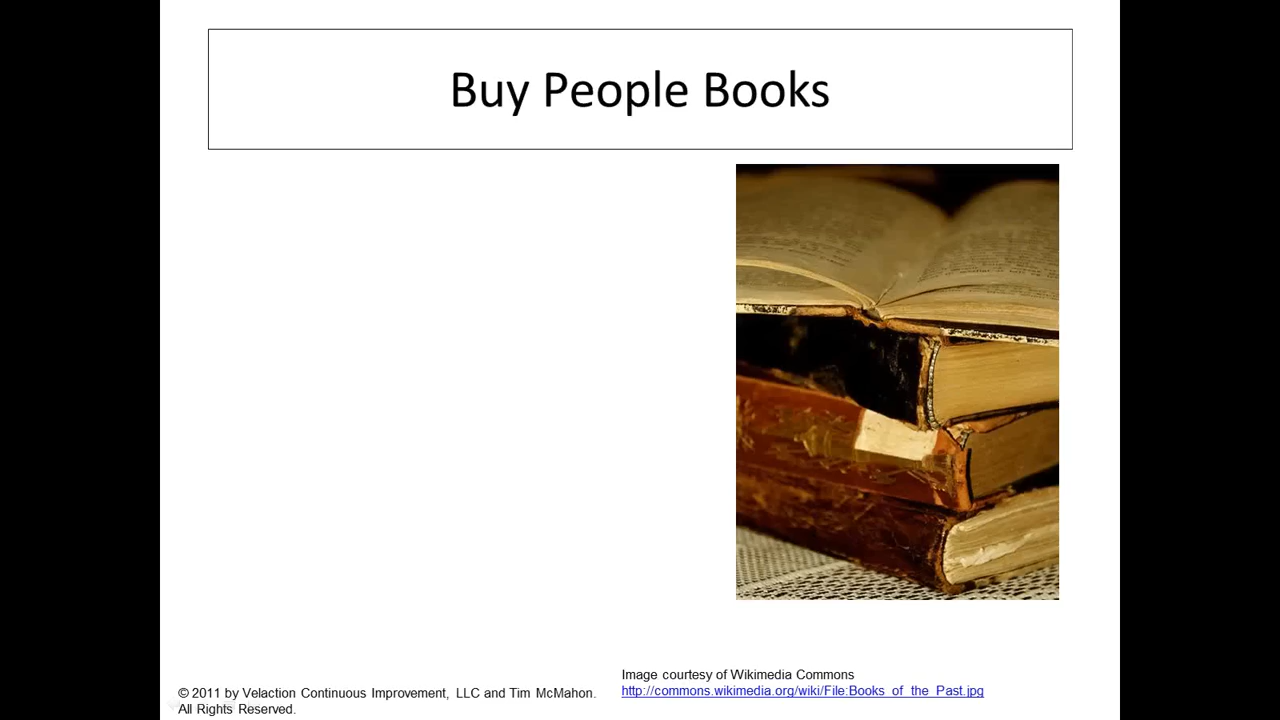 Buy People Books
Image courtesy of Wikimedia Commons
http://commons.wikimedia.org/wiki/File:Books_of_the_Past.jpg
© 2011 by Velaction Continuous Improvement, LLC and Tim McMahon.
All Rights Reserved.